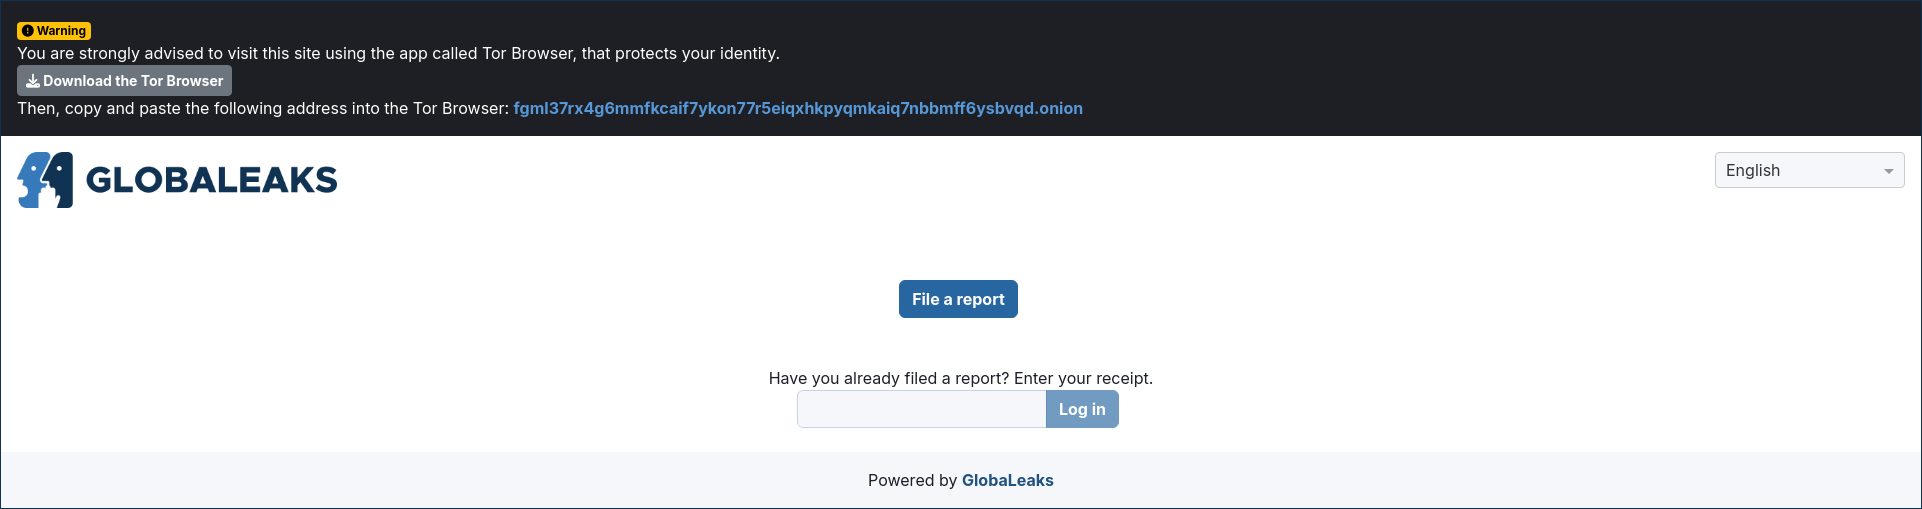 Warning
You are strongly advised to visit this site using the app called Tor Browser, that protects your identity.
Download the Tor Browser
Then, copy and paste the following address into the Tor Browser: fgml37rx4g6mmfkcaif7ykon77r5eiqxhkpyqmkaiq7nbbmff6ysbvqd.onion
GLOBALEAKS
English
File a report
Have you already filed a report? Enter your receipt.
Log in
Powered by GlobaLeaks